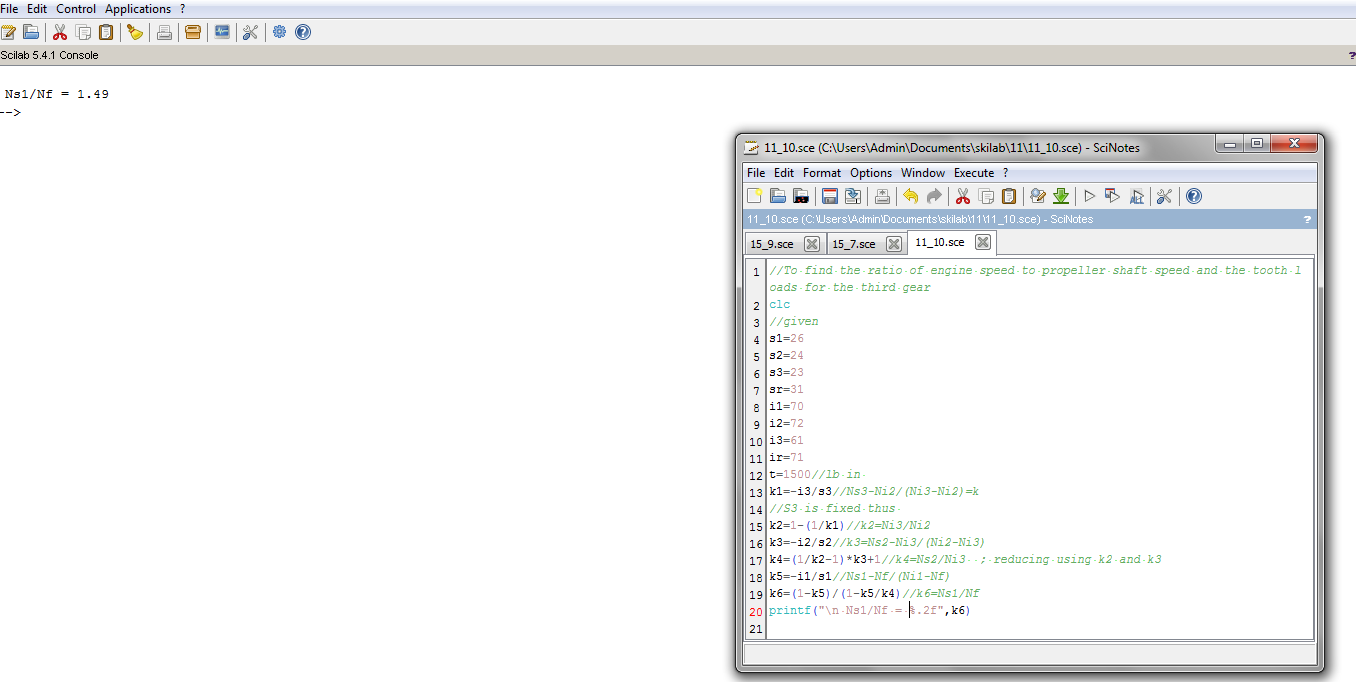 File Edit Control Applications ?
Scilab 5.4.1 Console
?
Ns1/Nf = 1.49
-->
11_10.sce (C:\Users\Admin\Documents\skilab\11\11_10.sce) - SciNotes
File Edit Format Options Window Execute ?
11_10.sce (C:\Users\Admin\Documents\skilab\11\11_10.sce) - SciNotes ?
15_9.sce 15_7.sce 11_10.sce
1 //To find the ratio of engine speed to propeller shaft speed and the tooth l
oads for the third gear
2 clc
3 //given
4 s1=26
5 s2=24
6 s3=23
7 sr=31
8 i1=70
9 i2=72
10 i3=61
11 ir=71
12 t=1500//lb in
13 k1=-i3/s3//Ns3-Ni2/(Ni3-Ni2)=k
14 //S3 is fixed thus
15 k2=1-(1/k1)//k2=Ni3/Ni2
16 k3=-i2/s2//k3=Ns2-Ni3/(Ni2-Ni3)
17 k4=(1/k2-1)*k3+1//k4=Ns2/Ni3 ; reducing using k2 and k3
18 k5=-i1/s1//Ns1-Nf/(Ni1-Nf)
19 k6=(1-k5)/(1-k5/k4)//k6=Ns1/Nf
20 printf("\n Ns1/Nf = %.2f",k6)
21